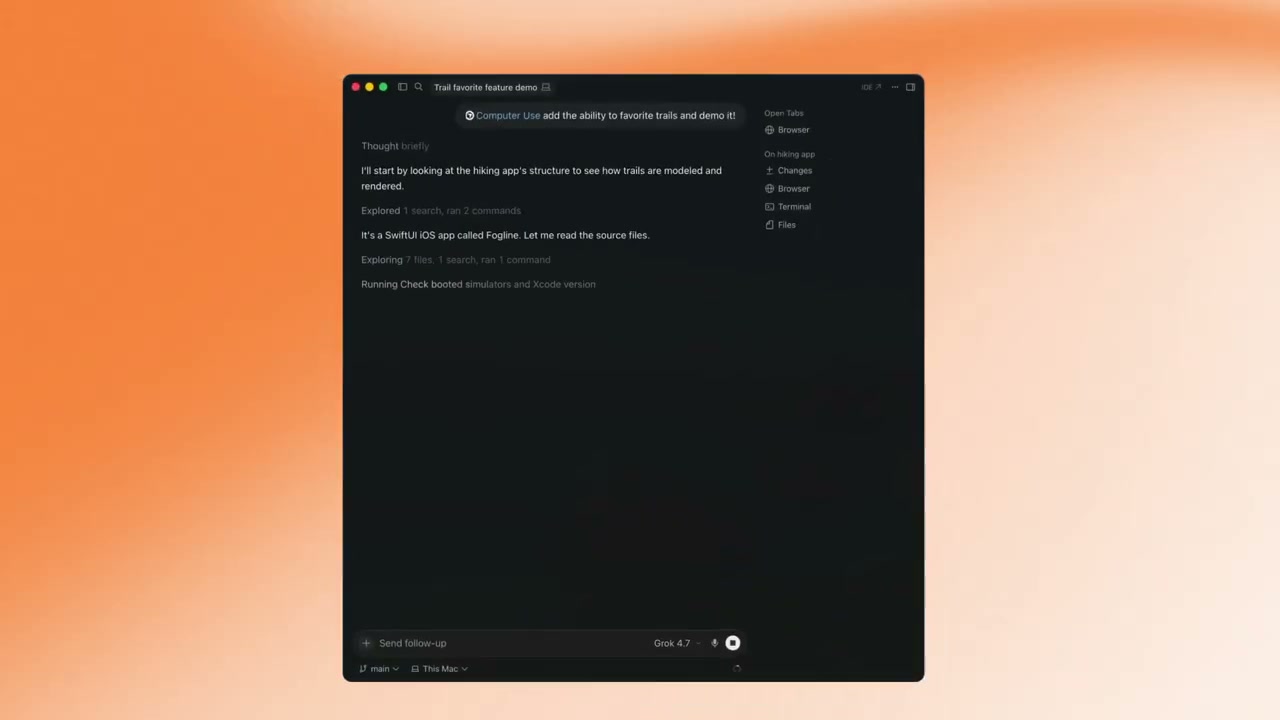 Trail favorite feature demo
IDE ↗
Computer Use add the ability to favorite trails and demo it!
Thought briefly
I'll start by looking at the hiking app's structure to see how trails are modeled and
rendered.
Explored 1 search, ran 2 commands
It's a SwiftUI iOS app called Fogline. Let me read the source files.
Exploring 7 files, 1 search, ran 1 command
Running Check booted simulators and Xcode version
Open Tabs
Browser
On hiking app
Changes
Browser
Terminal
Files
Send follow-up
Grok 4.7
main
This Mac